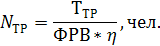 N_ТР = Т_ТР / (ФРВ * η), чел.